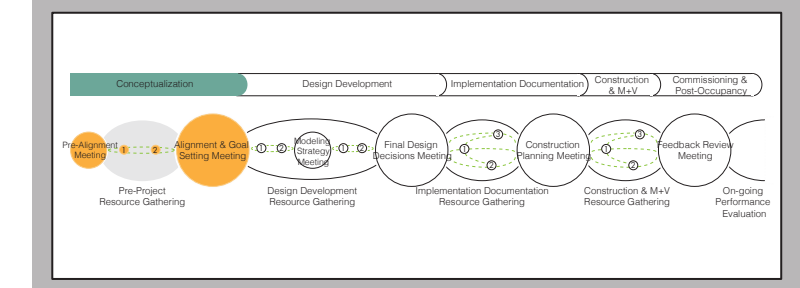 Conceptualization
Design Development
Implementation Documentation
Construction
& M+V
Commissioning &
Post-Occupancy
Pre-Alignment
Meeting
1
2
Alignment & Goal
Setting Meeting
1
2
Modeling
Strategy
Meeting
1
2
Final Design
Decisions Meeting
1
2
3
Construction
Planning Meeting
1
2
3
Feedback Review
Meeting
Pre-Project
Resource Gathering
Design Development
Resource Gathering
Implementation Documentation
Resource Gathering
Construction & M+V
Resource Gathering
On-going
Performance
Evaluation